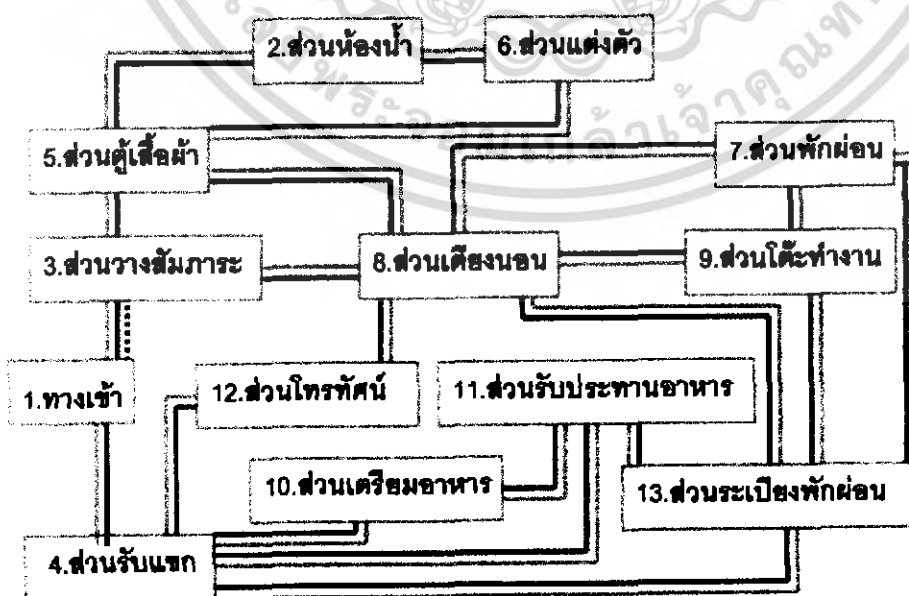 2.ส่วนห้องน้ำ
6.ส่วนแต่งตัว
5.ส่วนตู้เสื้อผ้า
7.ส่วนพักผ่อน
3.ส่วนวางสัมภาระ
8.ส่วนเตียงนอน
9.ส่วนโต๊ะทำงาน
1.ทางเข้า
12.ส่วนโทรทัศน์
11.ส่วนรับประทานอาหาร
10.ส่วนเตรียมอาหาร
13.ส่วนระเบียงพักผ่อน
4.ส่วนรับแขก